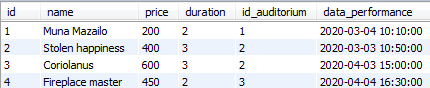 id name price duration id_auditorium data_performance
1 Muna Mazailo 200 2 1 2020-03-04 10:10:00
2 Stolen happiness 400 3 2 2020-03-03 10:50:00
3 Coriolanus 600 3 2 2020-04-03 15:00:00
4 Fireplace master 450 2 3 2020-04-04 16:30:00